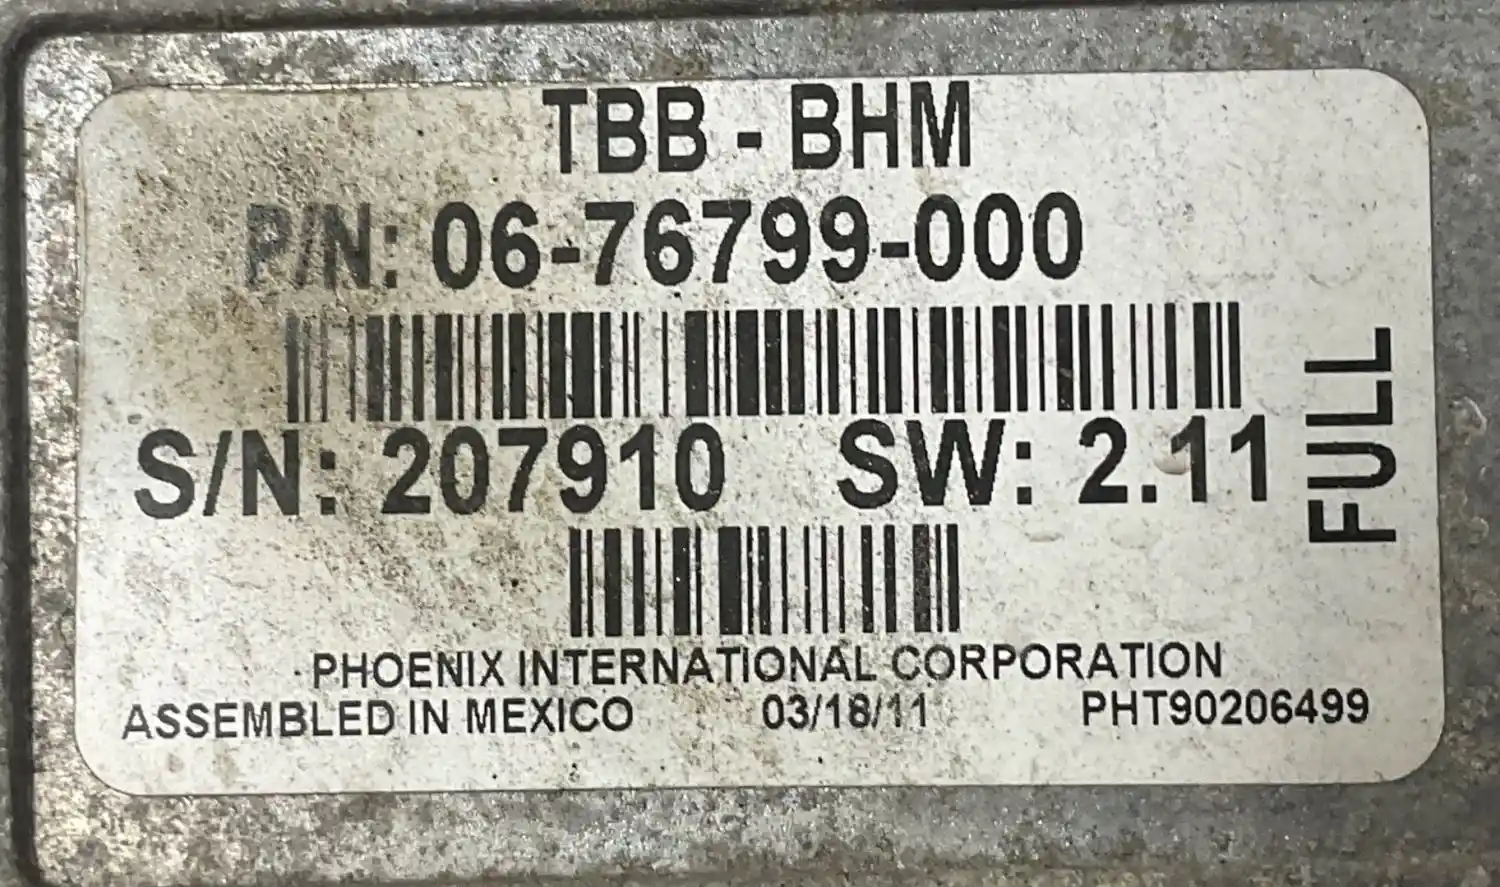 TBB - BHM
P/N: 06-76799-000
S/N: 207910 SW: 2.11
FULL
PHOENIX INTERNATIONAL CORPORATION
ASSEMBLED IN MEXICO 03/18/11 PHT90206499